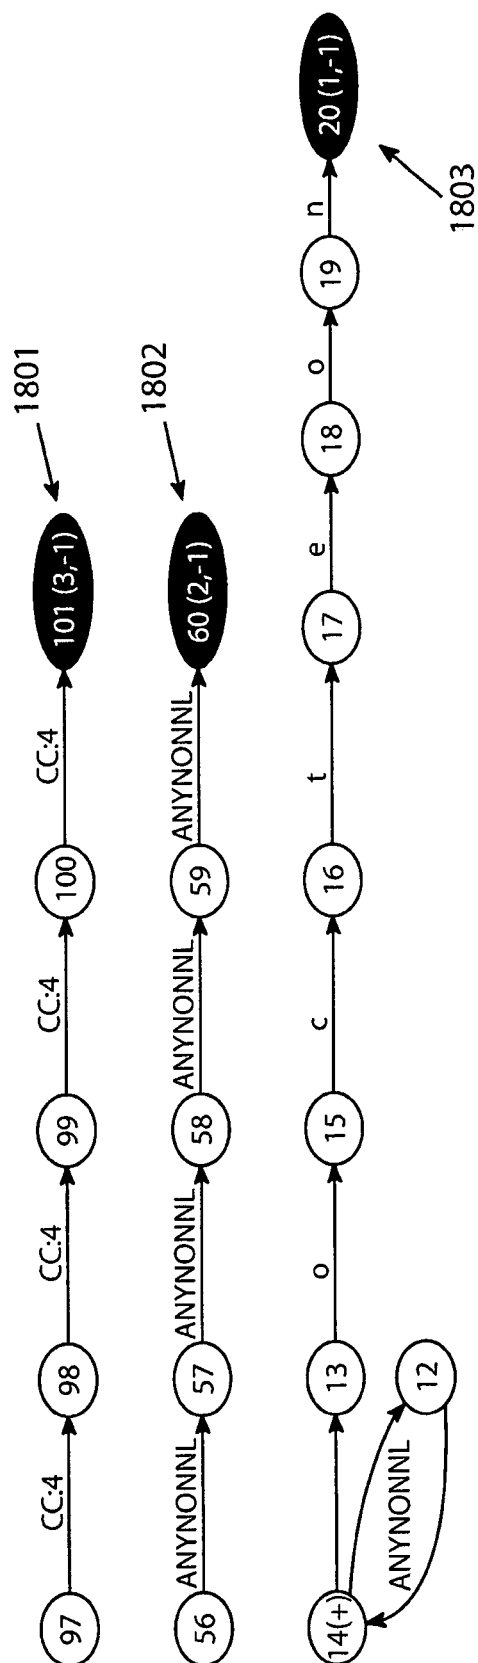 1801
97 CC:4 98 CC:4 99 CC:4 100 CC:4 101 (3,-1)
1802
56 ANYNONNL 57 ANYNONNL 58 ANYNONNL 59 ANYNONNL 60 (2,-1)
14(+) 13 o 15 c 16 t 17 e 18 o 19 n 20 (1,-1)
ANYNONNL 12
1803